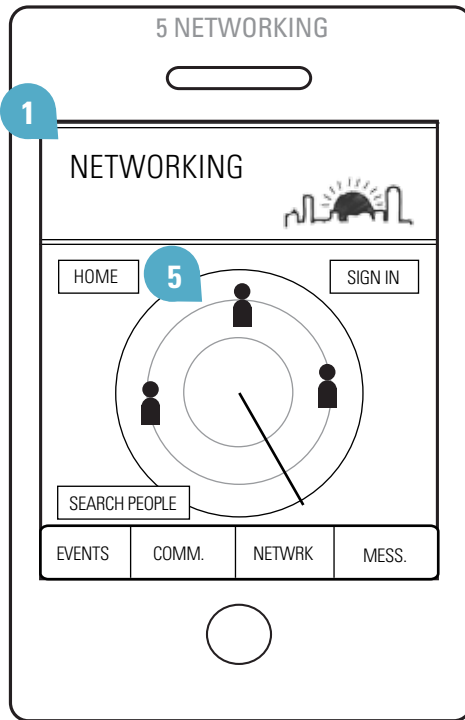 5 NETWORKING
1
NETWORKING
HOME
5
SIGN IN
SEARCH PEOPLE
EVENTS
COMM.
NETWRK
MESS.